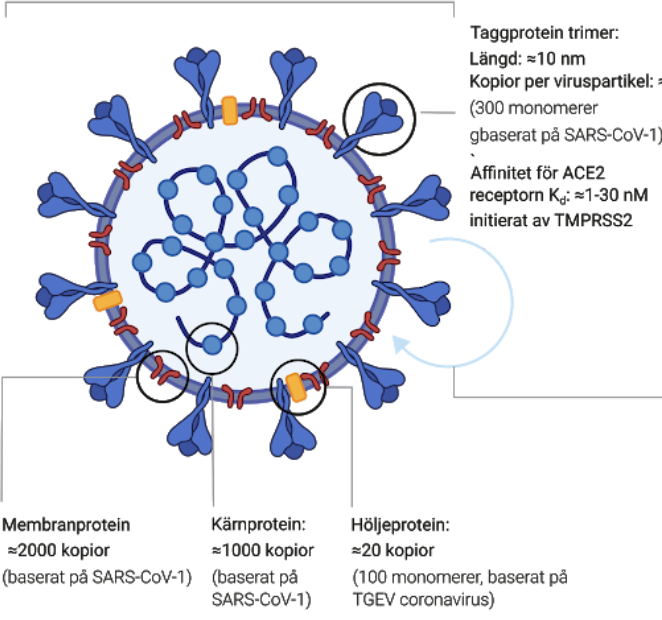 Taggprotein trimer:
Längd: ≈10 nm
Kopior per viruspartikel: ≈
(300 monomerer
gbaserat på SARS-CoV-1)
`
Affinitet för ACE2
receptorn Kd: ≈1-30 nM
initierat av TMPRSS2
Membranprotein
≈2000 kopior
(baserat på SARS-CoV-1)
Kärnprotein:
≈1000 kopior
(baserat på
SARS-CoV-1)
Höljeprotein:
≈20 kopior
(100 monomerer, baserat på
TGEV coronavirus)